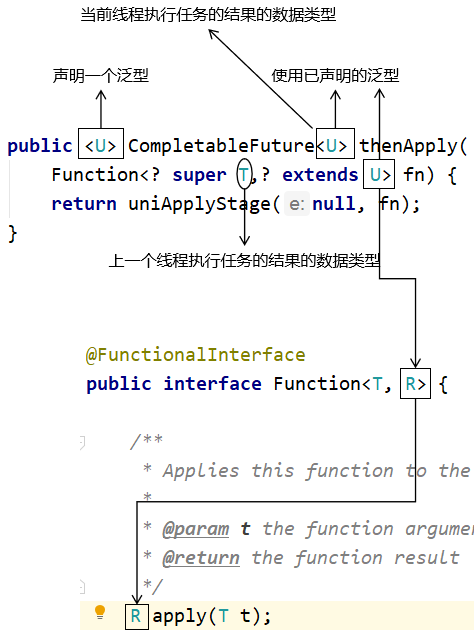 当前线程执行任务的结果的数据类型
声明一个泛型
使用已声明的泛型
public <U> CompletableFuture<U> thenApply(
Function<? super T,? extends U> fn) {
return uniApplyStage( e: null, fn);
}
上一个线程执行任务的结果的数据类型
@FunctionalInterface
public interface Function<T, R> {
/**
* Applies this function to the
*
* @param t the function argumen
* @return the function result
*/
R apply(T t);